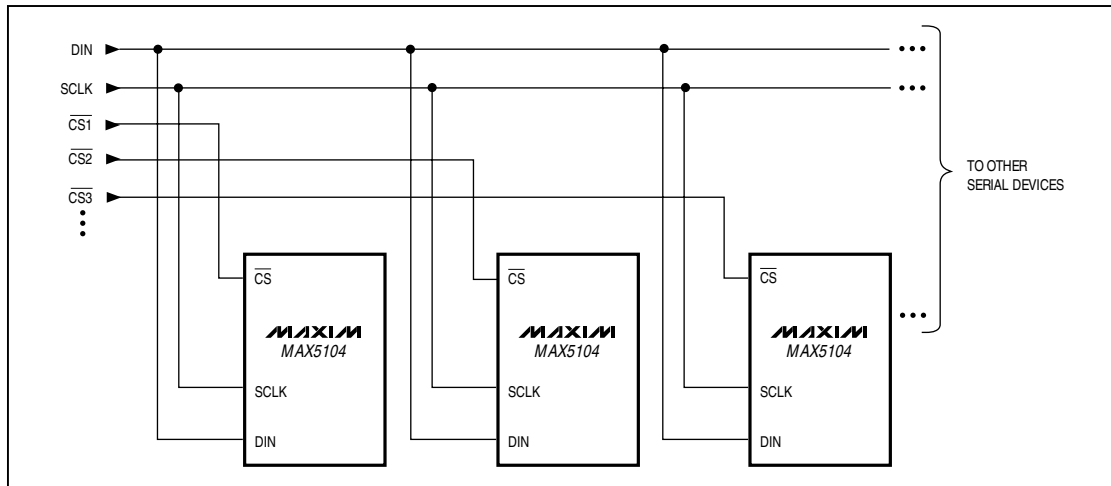 DIN
SCLK
CS1
CS2
CS3
TO OTHER
SERIAL DEVICES
CS
MAXIM
MAX5104
SCLK
DIN
CS
MAXIM
MAX5104
SCLK
DIN
CS
MAXIM
MAX5104
SCLK
DIN